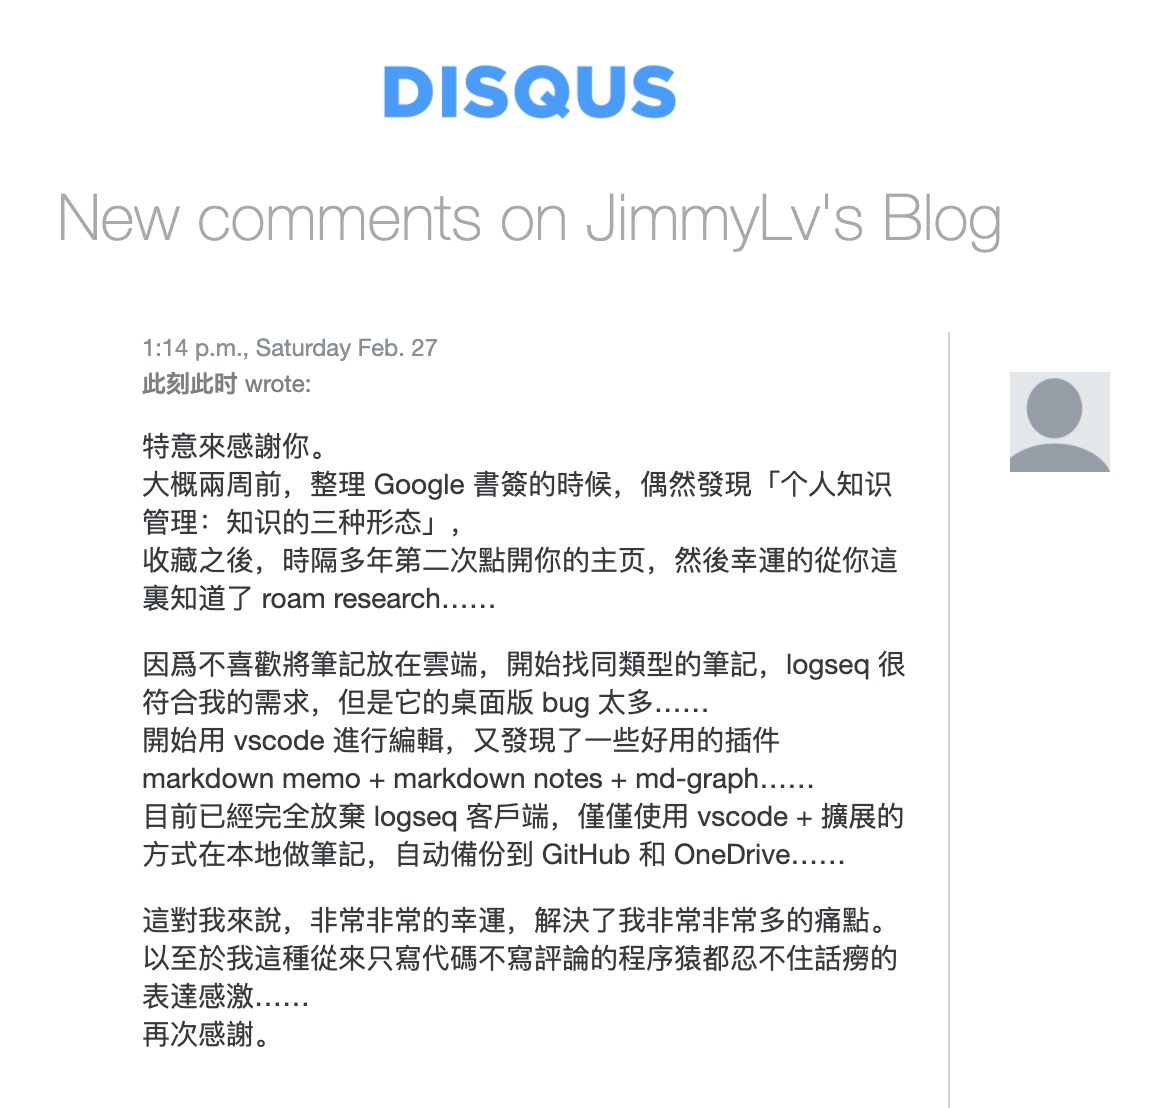 DISQUS
New comments on JimmyLv's Blog
1:14 p.m., Saturday Feb. 27
此刻此时 wrote:
特意來感謝你。
大概兩周前，整理 Google 書簽的時候，偶然發現「个人知识
管理：知识的三种形态」，
收藏之後，時隔多年第二次點開你的主页，然後幸運的從你這
裏知道了 roam research……
因爲不喜歡將筆記放在雲端，開始找同類型的筆記，logseq 很
符合我的需求，但是它的桌面版 bug 太多……
開始用 vscode 進行編輯，又發現了一些好用的插件
markdown memo + markdown notes + md-graph……
目前已經完全放棄 logseq 客戶端，僅僅使用 vscode + 擴展的
方式在本地做筆記，自动備份到 GitHub 和 OneDrive……
這對我來說，非常非常的幸運，解決了我非常非常多的痛點。
以至於我這種從來只寫代碼不寫評論的程序猿都忍不住話癆的
表達感激……
再次感謝。